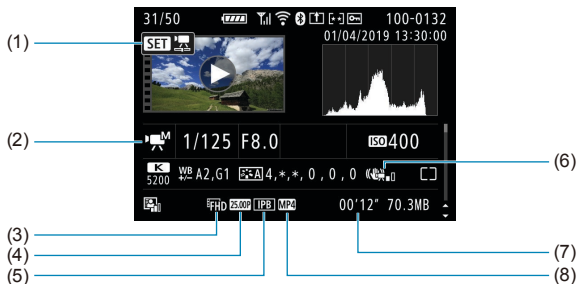 31/50 100-0132
01/04/2019 13:30:00
(1) SET
(2) M 1/125 F8.0 ISO 400
(6)
K 5200 WB +/- A2,G1 A 4,*,*, 0 , 0 , 0
FHD 25.00P IPB MP4 00'12" 70.3MB
(3) (7)
(4) (8)
(5)